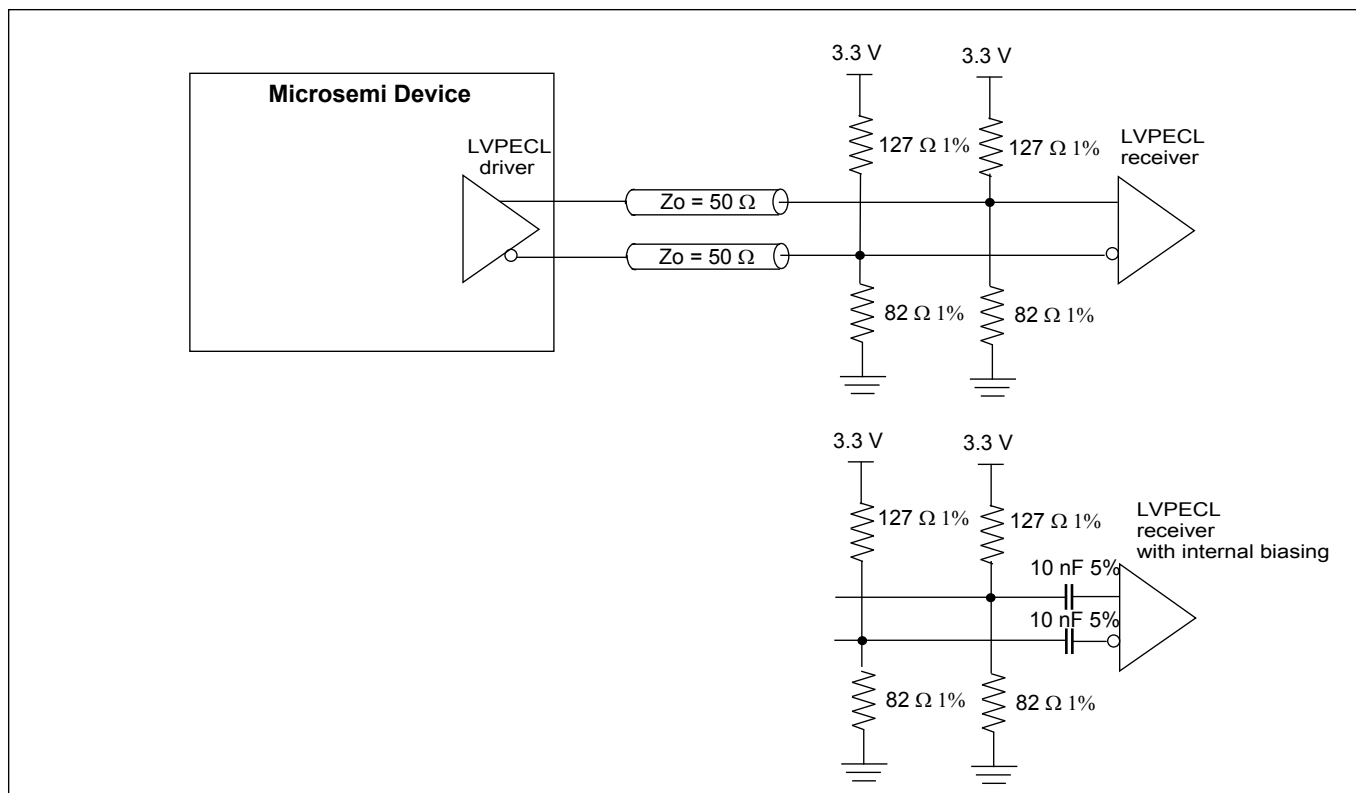 3.3 V 3.3 V
Microsemi Device
LVPECL
driver
127 Ω 1% 127 Ω 1%
LVPECL
receiver
Zo = 50 Ω
Zo = 50 Ω
82 Ω 1% 82 Ω 1%
3.3 V 3.3 V
127 Ω 1% 127 Ω 1%
LVPECL
receiver
with internal biasing
10 nF 5%
10 nF 5%
82 Ω 1% 82 Ω 1%